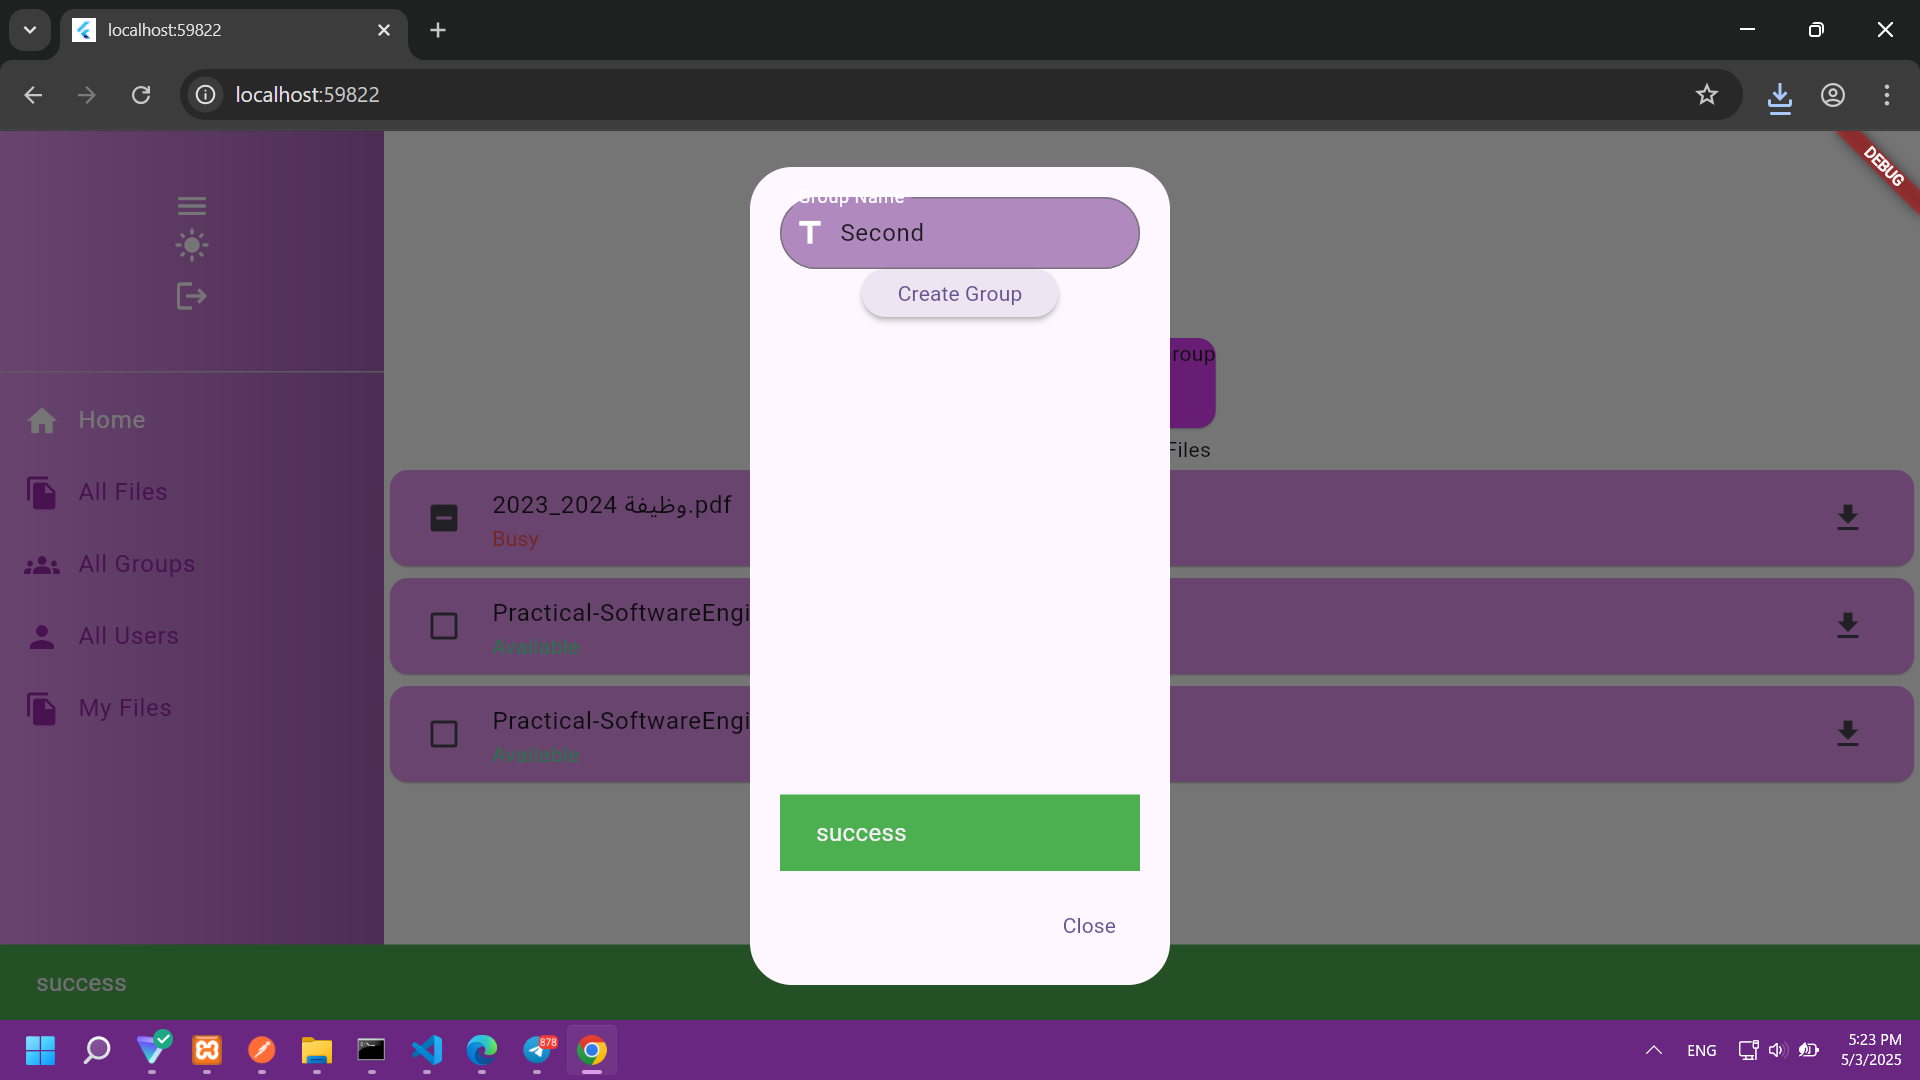 localhost:59822
localhost:59822
DEBUG
Group Name
Second
Create Group
roup
Files
Home
All Files
All Groups
All Users
My Files
2023_2024 وظيفة.pdf
Busy
Practical-SoftwareEngi
Available
Practical-SoftwareEngi
Available
success
Close
success
878
ENG
5:23 PM
5/3/2025